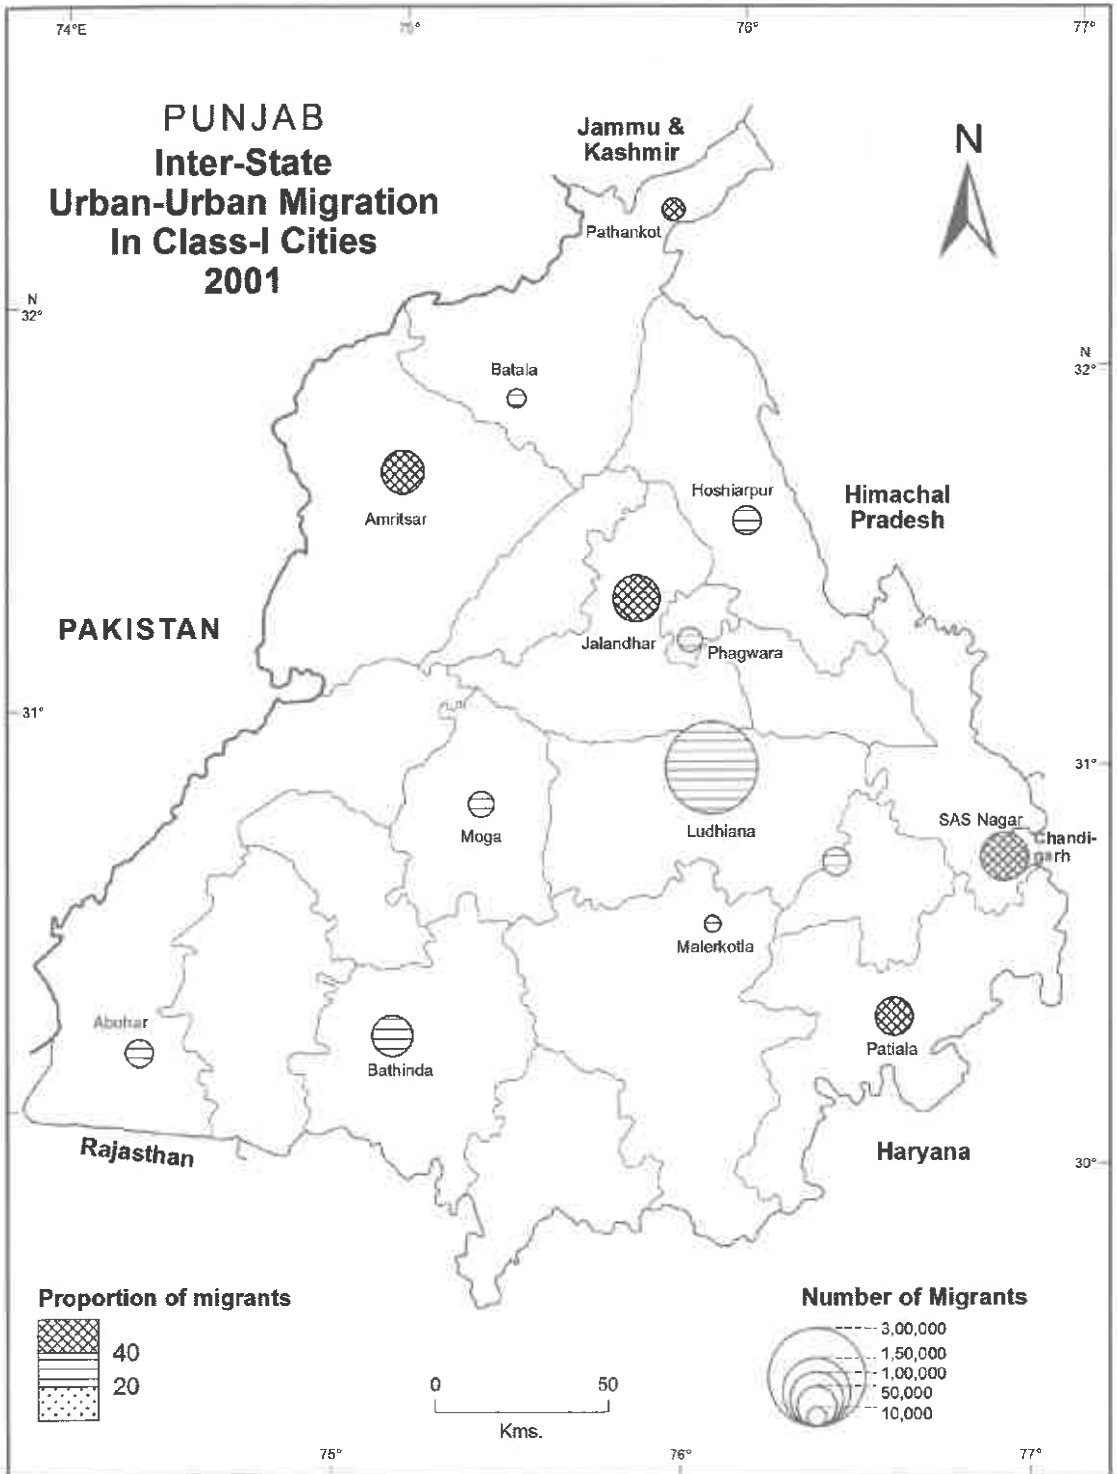 74°E
76°
77°
PUNJAB
Inter-State
Urban-Urban Migration
In Class-I Cities
2001
Jammu &
Kashmir
N
Pathankot
N
32°
N
32°
Batala
Amritsar
Hoshiarpur
Himachal
Pradesh
PAKISTAN
Jalandhar
Phagwara
31°
31°
Moga
Ludhiana
SAS Nagar
Chandi-
garh
Malerkotla
Abohar
Bathinda
Patiala
Rajasthan
Haryana
30°
Proportion of migrants
40
20
0 50
Kms.
Number of Migrants
3,00,000
1,50,000
1,00,000
50,000
10,000
75°
76°
77°